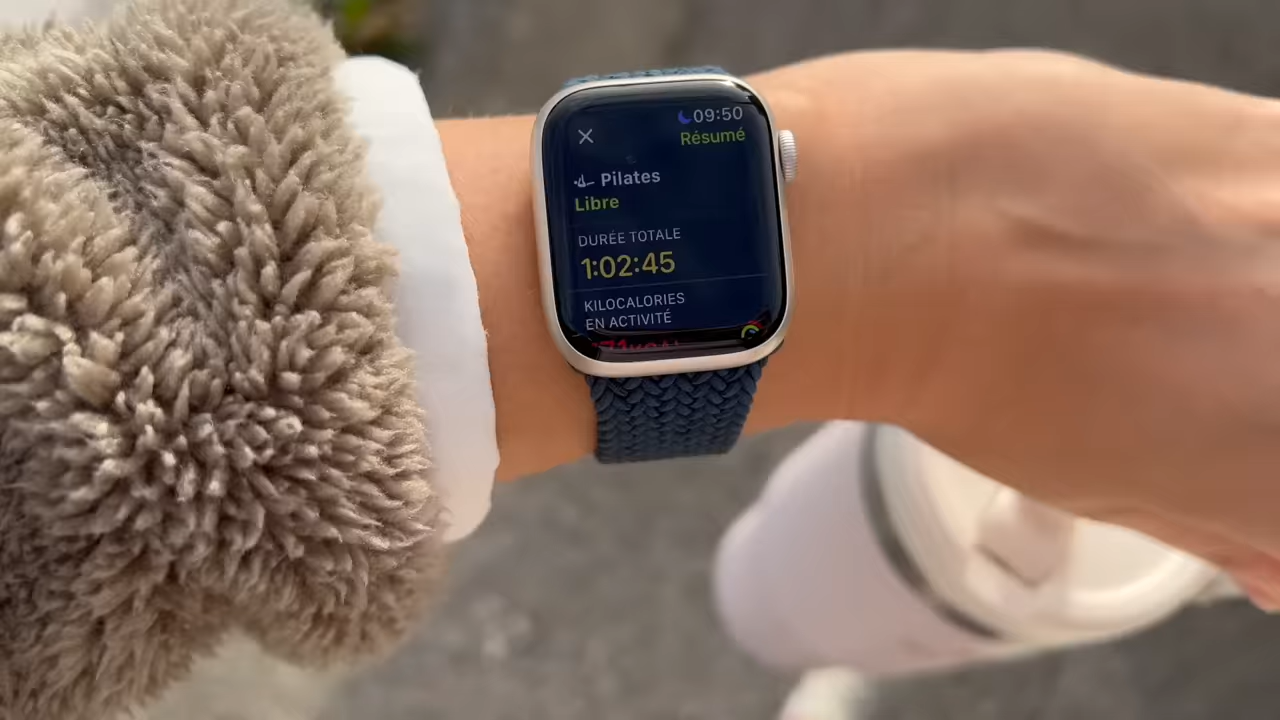 09:50
Résumé
Pilates
Libre
DURÉE TOTALE
1:02:45
KILOCALORIES
EN ACTIVITÉ